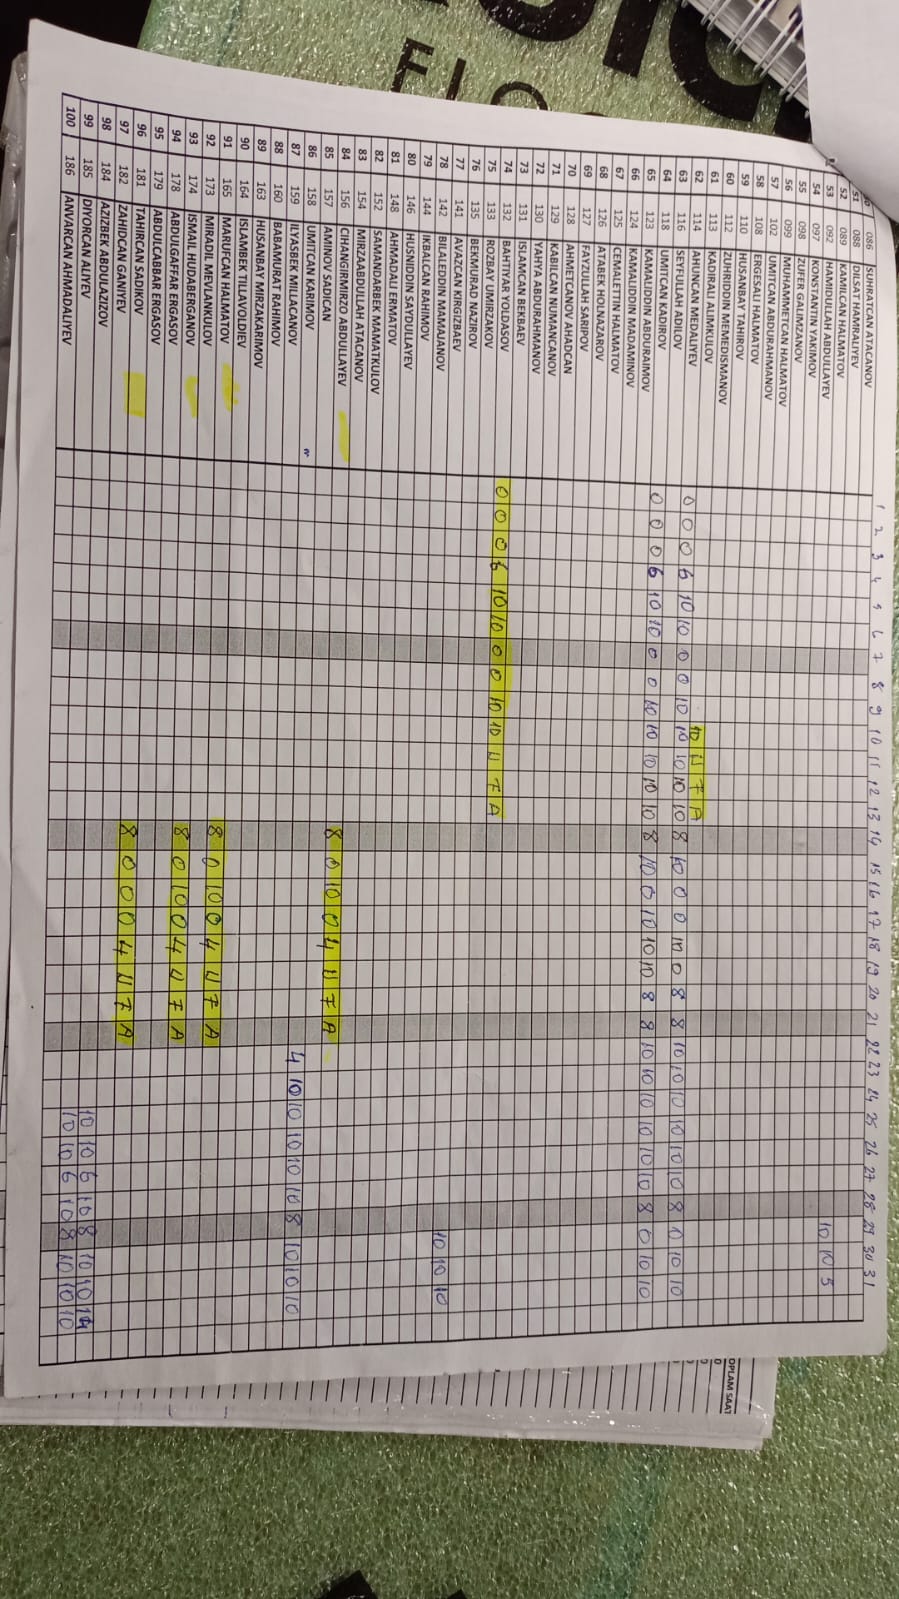 1 2 3 4 5 6 7 8 9 10 11 12 13 14 15 16 17 18 19 20 21 22 23 24 25 26 27 28 29 30 31
086 SUHRATCAN ATACANOV
51 088 DILSAT HAMRALIYEV
52 089 KAMILCAN HALMATOV
53 092 HAMIDULLAH ABDULLAYEV 10 10 5
54 097 KONSTANTIN YAKIMOV
55 098 ZUFER GALIMZANOV
56 099 MUHAMMETCAN HALMATOV
57 102 UMITCAN ABDURAHMANOV
58 108 ERGESALI HALMATOV
59 110 HUSANBAY TAHIROV
60 112 ZUHRIDDIN MEMEDISMANOV
61 113 KADIRALI ALIMKULOV
62 114 AHUNCAN MEDALIYEV 10 U F A
63 116 SEYFULLAH ADILOV 0 0 0 6 10 10 0 0 10 10 10 10 10 8 10 0 0 10 0 8 8 10 10 10 10 10 10 8 0 10 10
64 118 UMITCAN KADIROV
65 123 KAMALIDDIN ABDURAIMOV 0 0 0 6 10 10 0 0 10 10 10 10 10 8 10 0 10 10 10 8 8 10 10 10 10 10 10 8 0 10 10
66 124 KAMALIDDIN MADAMINOV
67 125 CEMALETTIN HALMATOV
68 126 ATABEK HOLNAZAROV
69 127 FAYZULLAH SARIPOV
70 128 AHMETCANOV AHADCAN
71 129 KABILCAN NUMANCANOV
72 130 YAHYA ABDURAHMANOV
73 131 ISLAMCAN BEKBAEV
74 132 BAHTIYAR YOLDASOV
75 133 ROZBAY UMIRZAKOV 0 0 0 6 10 10 0 0 10 10 U F A
76 135 BEKMURAD NAZIROV
77 141 AVAZCAN KIRGIZBAEV
78 142 BILALEDDIN MAMAJANOV 10 10 10
79 144 IKBALCAN RAHIMOV
80 146 HUSNIDDIN SAYDULLAYEV
81 148 AHMADALI ERMATOV
82 152 SAMANDARBEK MAMATKULOV
83 154 MIRZAABDULLAH ATACANOV
84 156 CIHANGIRMIRZO ABDULLAYEV
85 157 AMINOV SADICAN 8 0 10 0 4 U F A
86 158 UMITCAN KARIMOV
87 159 ILYASBEK MILLACANOV 4 10 10 10 10 10 8 10 10 10
88 160 BABAMURAT RAHIMOV
89 163 HUSANBAY MIRZAKARIMOV
90 164 ISLAMBEK TILLAVOLDIEV
91 165 MARUFCAN HALMATOV
92 173 MIRADIL MEVLANKULOV 8 0 10 0 4 U F A
93 174 ISMAIL HUDABERGANOV
94 178 ABDULGAFFAR ERGASOV 8 0 10 0 4 U F A
95 179 ABDULCABBAR ERGASOV
96 181 TAHIRCAN SADIKOV
97 182 ZAHIDCAN GANIYEV 8 0 0 0 4 U F A
98 184 AZIZBEK ABDULAZIZOV
99 185 DIYORCAN ALIYEV 10 10 6 10 8 10 10
100 186 ANVARCAN AHMADALIYEV 10 10 6 10 8 10 10 10
OPLAM SAAT